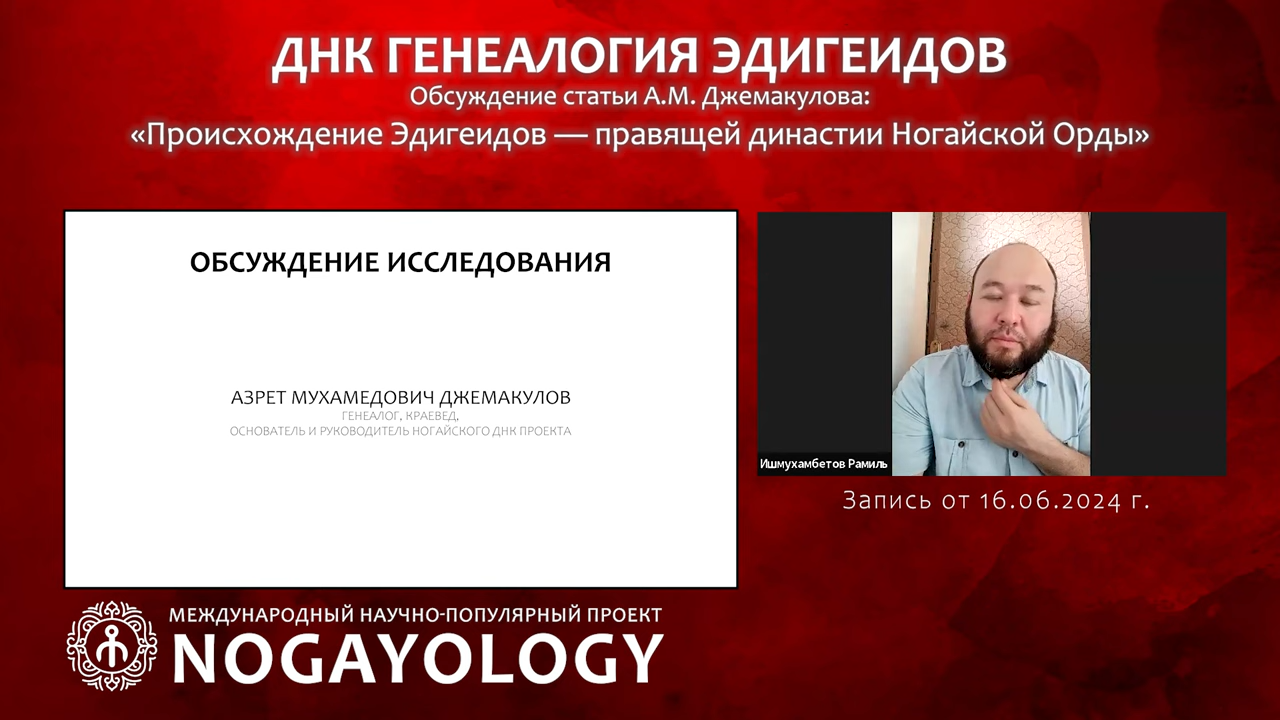 ДНК ГЕНЕАЛОГИЯ ЭДИГЕИДОВ
Обсуждение статьи А.М. Джемакулова:
«Происхождение Эдигеидов — правящей династии Ногайской Орды»
ОБСУЖДЕНИЕ ИССЛЕДОВАНИЯ
АЗРЕТ МУХАМЕДОВИЧ ДЖЕМАКУЛОВ
ГЕНЕАЛОГ, КРАЕВЕД,
ОСНОВАТЕЛЬ И РУКОВОДИТЕЛЬ НОГАЙСКОГО ДНК ПРОЕКТА
Ишмухамбетов Рамиль
Запись от 16.06.2024 г.
МЕЖДУНАРОДНЫЙ НАУЧНО-ПОПУЛЯРНЫЙ ПРОЕКТ
NOGAYOLOGY